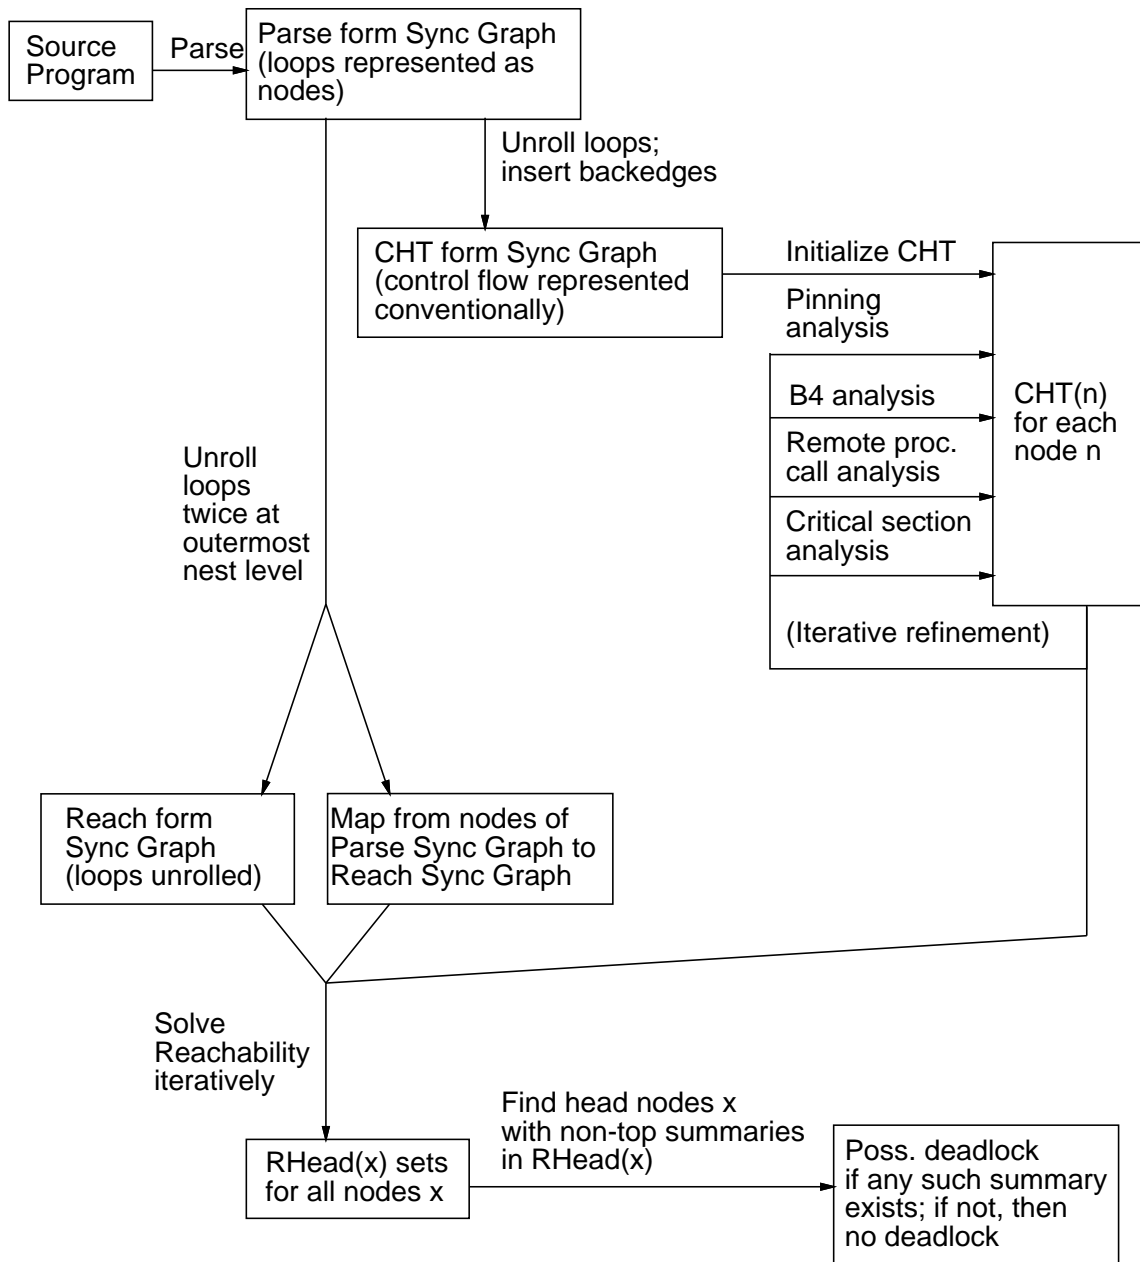 Source
Program
Parse
Parse form Sync Graph
(loops represented as
nodes)
Unroll loops;
insert backedges
CHT form Sync Graph
(control flow represented
conventionally)
Initialize CHT
Pinning
analysis
B4 analysis
Remote proc.
call analysis
Critical section
analysis
(Iterative refinement)
CHT(n)
for each
node n
Unroll
loops
twice at
outermost
nest level
Reach form
Sync Graph
(loops unrolled)
Map from nodes of
Parse Sync Graph to
Reach Sync Graph
Solve
Reachability
iteratively
RHead(x) sets
for all nodes x
Find head nodes x
with non-top summaries
in RHead(x)
Poss. deadlock
if any such summary
exists; if not, then
no deadlock